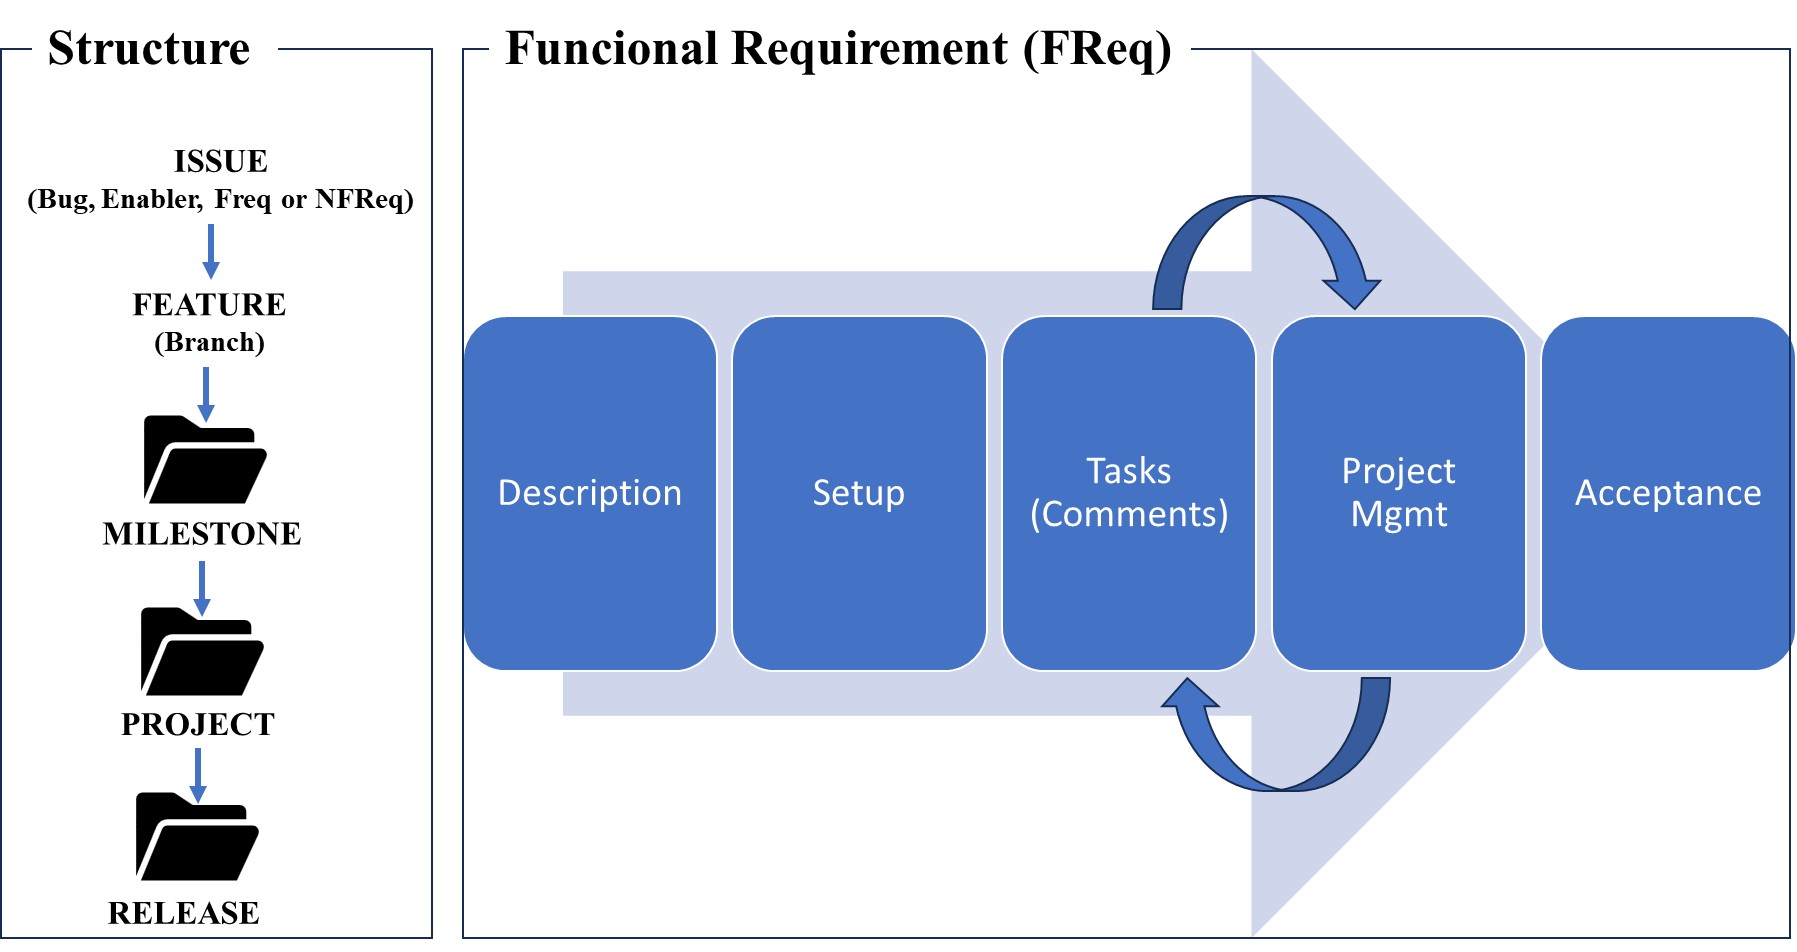 Structure
ISSUE
(Bug, Enabler, Freq or NFReq)
FEATURE
(Branch)
MILESTONE
PROJECT
RELEASE
Funcional Requirement (FReq)
Description
Setup
Tasks
(Comments)
Project
Mgmt
Acceptance